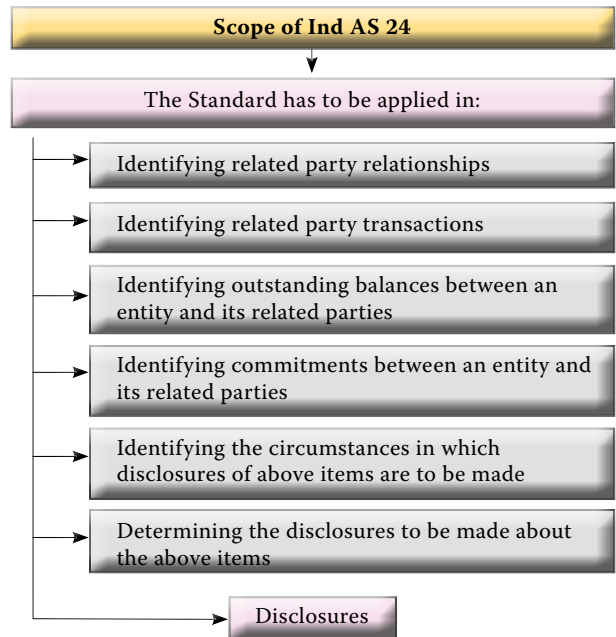 Scope of Ind AS 24
The Standard has to be applied in:
Identifying related party relationships
Identifying related party transactions
Identifying outstanding balances between an
entity and its related parties
Identifying commitments between an entity and
its related parties
Identifying the circumstances in which
disclosures of above items are to be made
Determining the disclosures to be made about
the above items
Disclosures